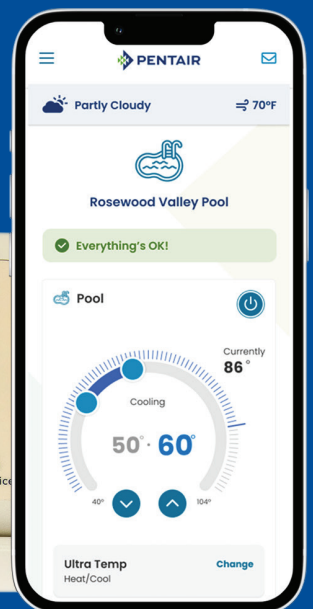 PENTAIR
Partly Cloudy 70°F
Rosewood Valley Pool
Everything's OK!
Pool
Currently
86°
Cooling
50° · 60°
40° 104°
Ultra Temp Change
Heat/Cool